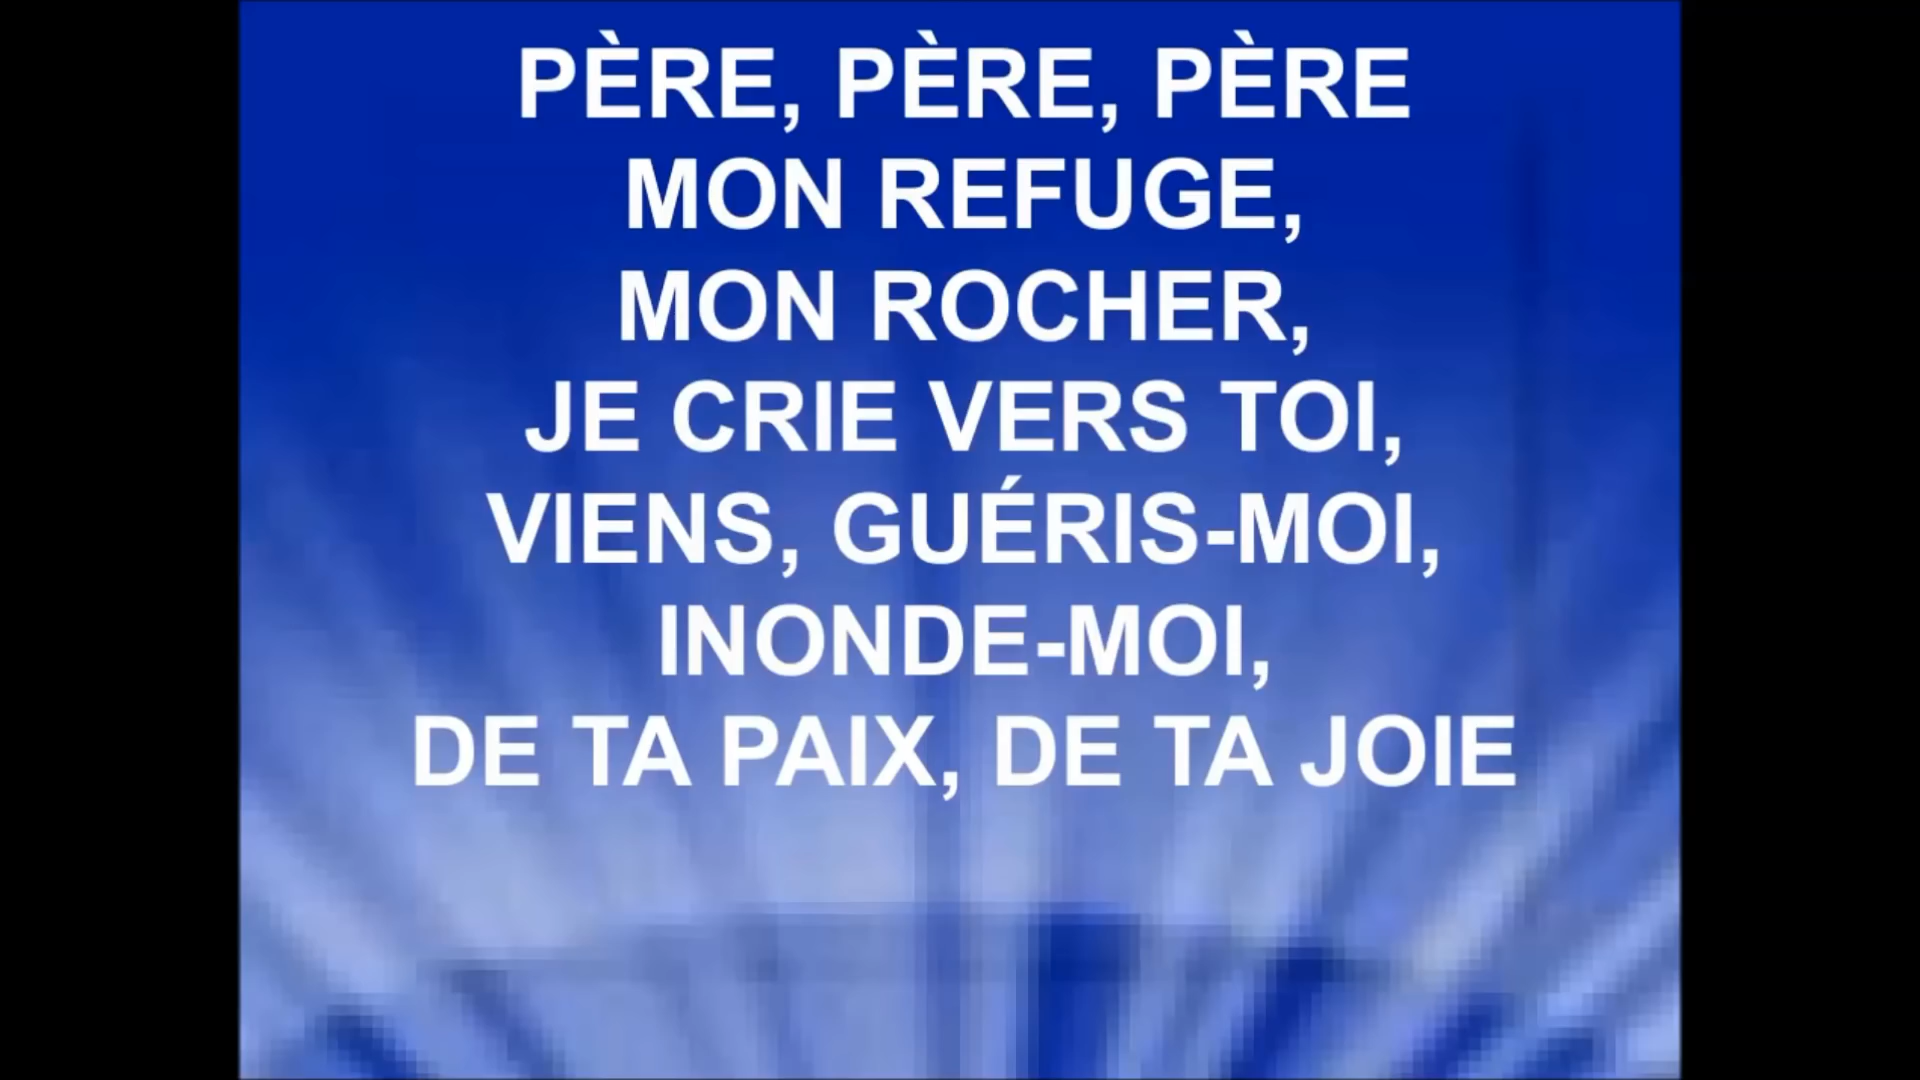 PÈRE, PÈRE, PÈRE
MON REFUGE,
MON ROCHER,
JE CRIE VERS TOI,
VIENS, GUÉRIS-MOI,
INONDE-MOI,
DE TA PAIX, DE TA JOIE